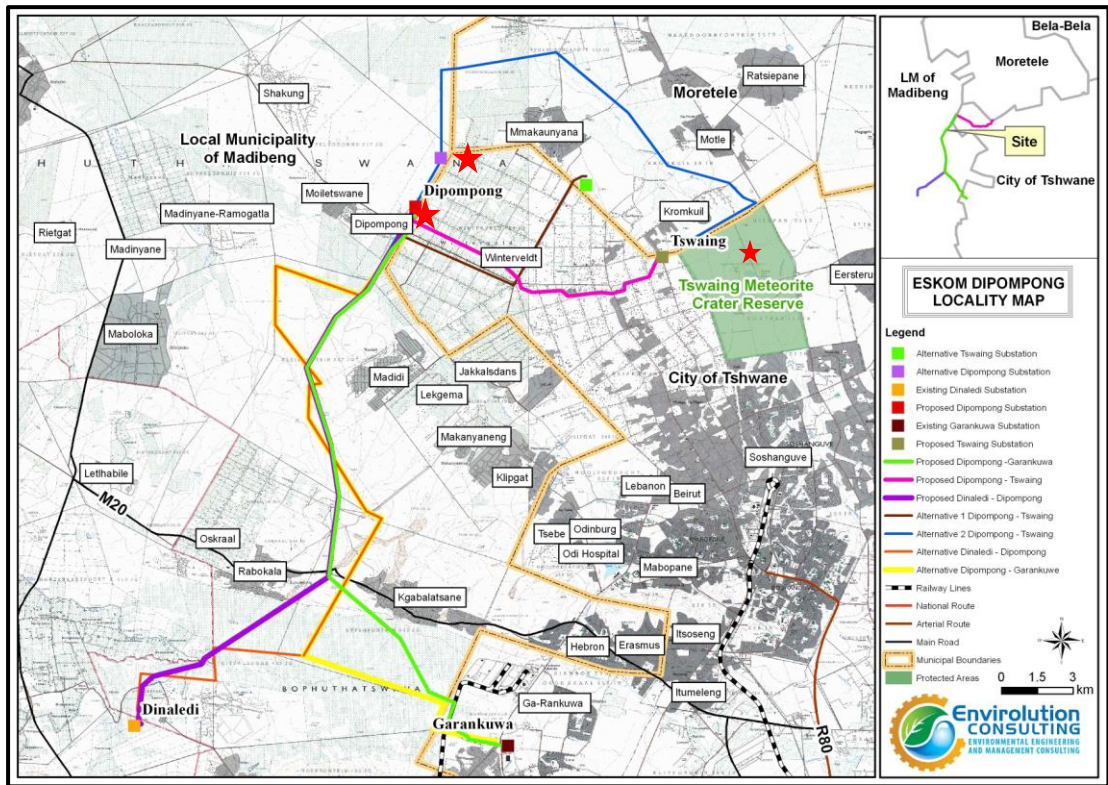 Shakung
Local Municipality
of Madibeng
Moretele
Ratsiepane
Mmakaunyana
Motle
Moiletswane
Dipompong
Madinyane-Ramogatla
Dipompong
Rietgat
Madinyane
Kromkuil
Tswaing
Winterveldt
Tswaing Meteorite
Crater Reserve
Eersteru
Maboloka
Madidi
Jakkalsdans
Lekgema
City of Tshwane
Makanyaneng
Klipgat
Soshanguve
SOSHANGUVE
Letlhabile
M20
Lebanon
Beirut
Oskraal
Tsebe
Odinburg
Odi Hospital
Mabopane
Rabokala
Kgabalatsane
Hebron
Erasmus
Itsoseng
BOPHUTHATSWANA
Itumeleng
Dinaledi
Garankuwa
Ga-Rankuwa
R80
Bela-Bela
Moretele
LM of
Madibeng
Site
City of Tshwane
ESKOM DIPOMPONG
LOCALITY MAP
Legend
Alternative Tswaing Substation
Alternative Dipompong Substation
Existing Dinaledi Substation
Proposed Dipompong Substation
Existing Garankuwa Substation
Proposed Tswaing Substation
Proposed Dipompong -Garankuwa
Proposed Dipompong - Tswaing
Proposed Dinaledi - Dipompong
Alternative 1 Dipompong - Tswaing
Alternative 2 Dipompong - Tswaing
Alternative Dinaledi - Dipompong
Alternative Dipompong - Garankuwe
Railway Lines
National Route
Arterial Route
Main Road
Municipal Boundaries
Protected Areas
0 1.5 3
km
Envirolution
CONSULTING
ENVIRONMENTAL ENGINEERING
AND MANAGEMENT CONSULTING